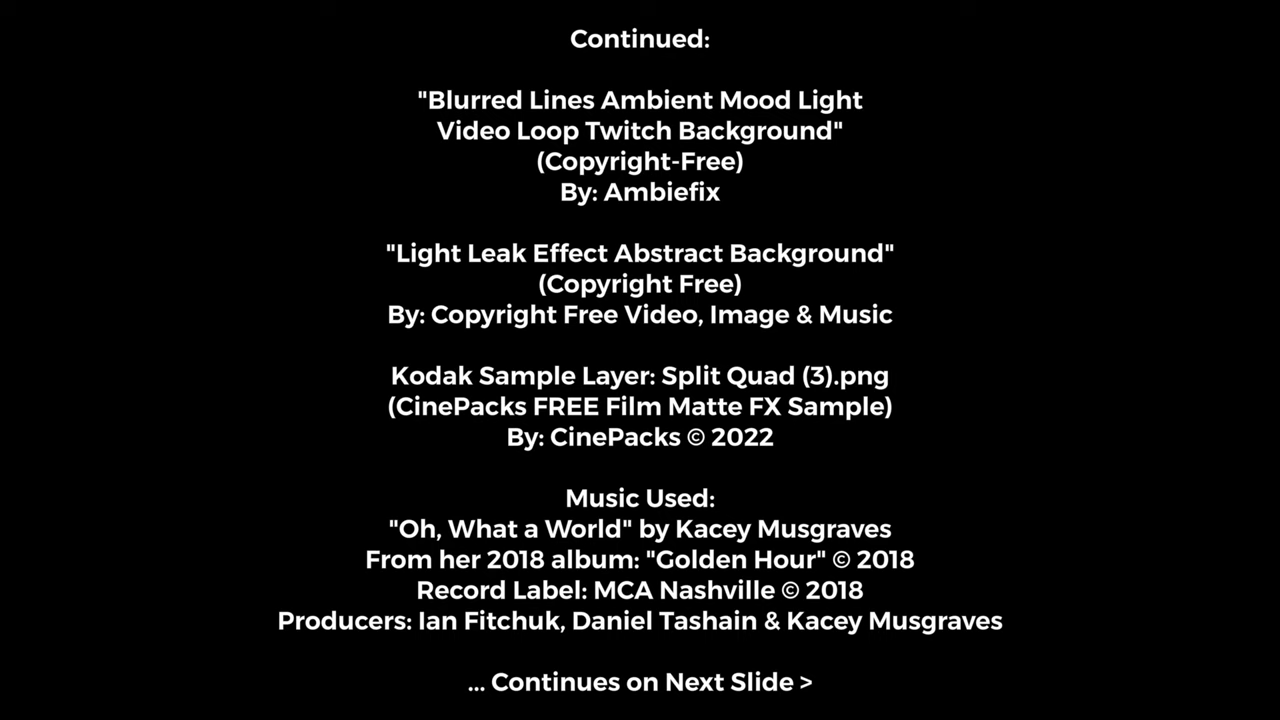 Continued:
"Blurred Lines Ambient Mood Light
Video Loop Twitch Background"
(Copyright-Free)
By: Ambiefix
"Light Leak Effect Abstract Background"
(Copyright Free)
By: Copyright Free Video, Image & Music
Kodak Sample Layer: Split Quad (3).png
(CinePacks FREE Film Matte FX Sample)
By: CinePacks © 2022
Music Used:
"Oh, What a World" by Kacey Musgraves
From her 2018 album: "Golden Hour" © 2018
Record Label: MCA Nashville © 2018
Producers: Ian Fitchuk, Daniel Tashain & Kacey Musgraves
... Continues on Next Slide >